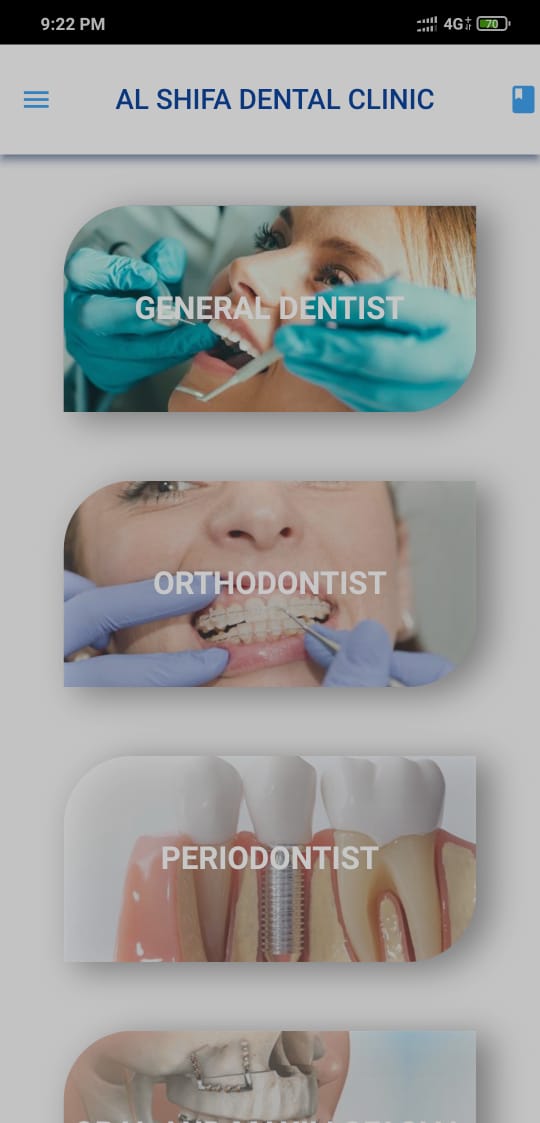 9:22 PM 4G 70
AL SHIFA DENTAL CLINIC
GENERAL DENTIST
ORTHODONTIST
PERIODONTIST